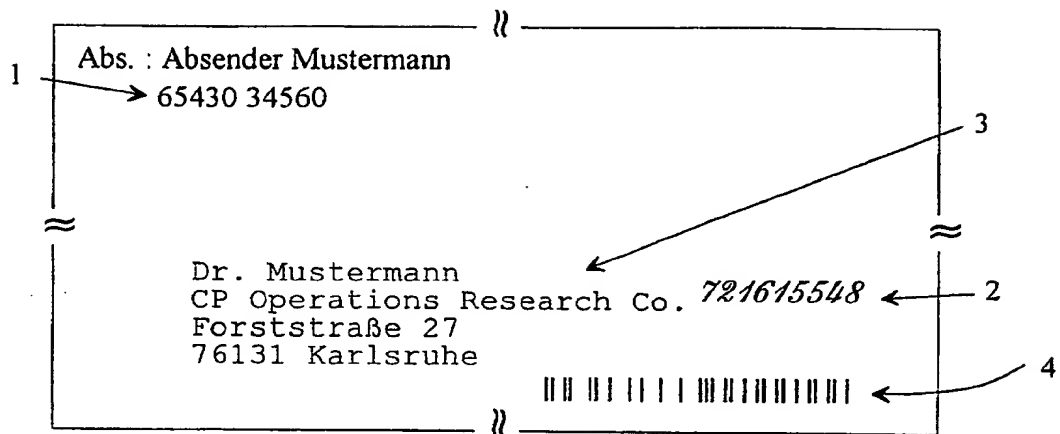 Abs. : Absender Mustermann
1
65430 34560
3
Dr. Mustermann
CP Operations Research Co. 721615548
2
Forststraße 27
76131 Karlsruhe
4